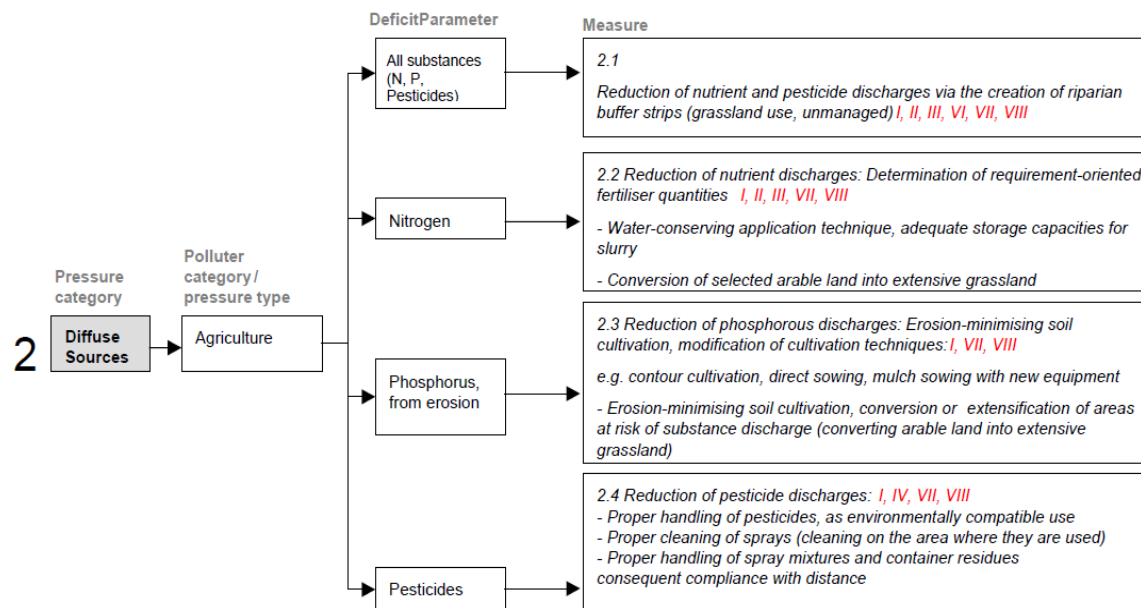 DeficitParameter
Measure
All substances
(N, P,
Pesticides)
2.1
Reduction of nutrient and pesticide discharges via the creation of riparian
buffer strips (grassland use, unmanaged) I, II, III, VI, VII, VIII
Nitrogen
2.2 Reduction of nutrient discharges: Determination of requirement-oriented
fertiliser quantities I, II, III, VII, VIII
- Water-conserving application technique, adequate storage capacities for
slurry
- Conversion of selected arable land into extensive grassland
Pressure
category
Polluter
category /
pressure type
2
Diffuse
Sources
Agriculture
Phosphorus,
from erosion
2.3 Reduction of phosphorous discharges: Erosion-minimising soil
cultivation, modification of cultivation techniques: I, VII, VIII
e.g. contour cultivation, direct sowing, mulch sowing with new equipment
- Erosion-minimising soil cultivation, conversion or extensification of areas
at risk of substance discharge (converting arable land into extensive
grassland)
Pesticides
2.4 Reduction of pesticide discharges: I, IV, VII, VIII
- Proper handling of pesticides, as environmentally compatible use
- Proper cleaning of sprays (cleaning on the area where they are used)
- Proper handling of spray mixtures and container residues
consequent compliance with distance